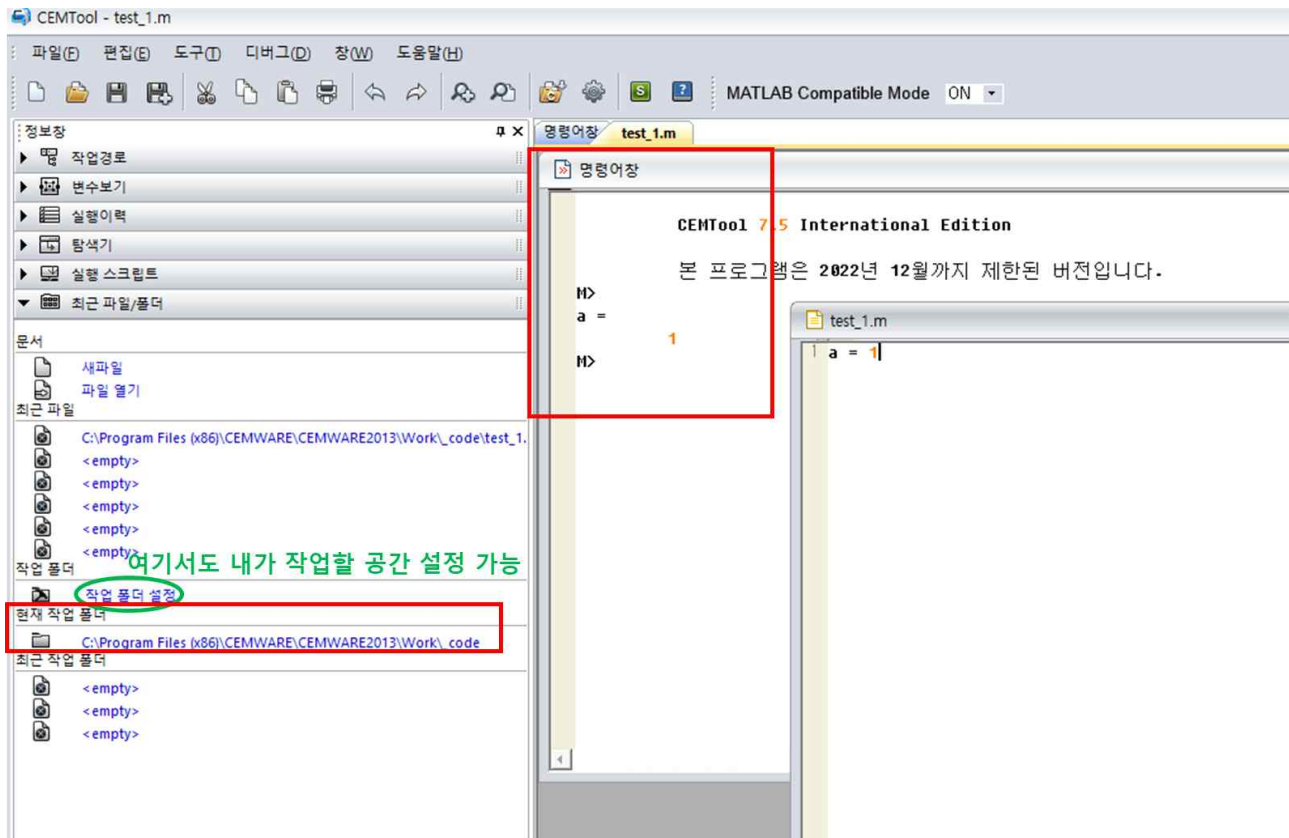 CEMTool - test_1.m
파일(F) 편집(E) 도구(T) 디버그(D) 창(W) 도움말(H)
MATLAB Compatible Mode ON
정보창
작업경로
변수보기
실행이력
탐색기
실행 스크립트
최근 파일/폴더
문서
새파일
파일 열기
최근 파일
C:\Program Files (x86)\CEMWARE\CEMWARE2013\Work\_code\test_1.
<empty>
<empty>
<empty>
<empty>
<empty>
여기서도 내가 작업할 공간 설정 가능
작업 폴더
작업 폴더 설정
현재 작업 폴더
C:\Program Files (x86)\CEMWARE\CEMWARE2013\Work\_code
최근 작업 폴더
<empty>
<empty>
<empty>
명령어창 test_1.m
명령어창
CEMTool 7.5 International Edition
본 프로그램은 2022년 12월까지 제한된 버전입니다.
M>
a =
1
M>
test_1.m
1 a = 1